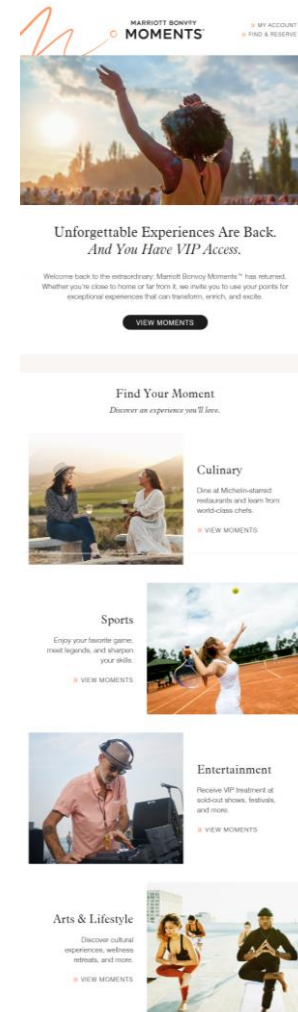 MARRIOTT BONVOY
MOMENTS™
» MY ACCOUNT
» FIND & RESERVE
Unforgettable Experiences Are Back.
And You Have VIP Access.
Welcome back to the extraordinary: Marriott Bonvoy Moments™ has returned.
Whether you're close to home or far from it, we invite you to use your points for
exceptional experiences that can transform, enrich, and excite.
VIEW MOMENTS
Find Your Moment
Discover an experience you'll love.
Culinary
Dine at Michelin-starred
restaurants and learn from
world-class chefs.
» VIEW MOMENTS
Sports
Enjoy your favorite game,
meet legends, and sharpen
your skills.
» VIEW MOMENTS
Entertainment
Receive VIP treatment at
sold-out shows, festivals,
and more.
» VIEW MOMENTS
Arts & Lifestyle
Discover cultural
experiences, wellness
retreats, and more.
» VIEW MOMENTS